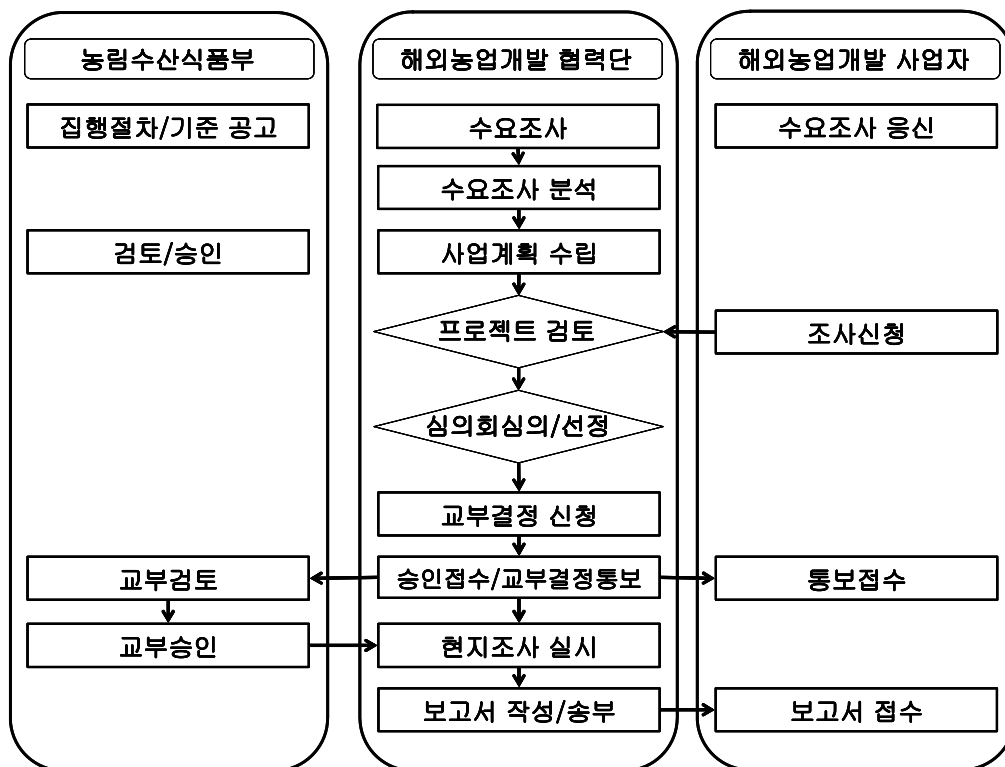 농림수산식품부
해외농업개발 협력단
해외농업개발 사업자
집행절차/기준 공고
수요조사
수요조사 응신
수요조사 분석
검토/승인
사업계획 수립
프로젝트 검토
조사신청
심의회심의/선정
교부결정 신청
교부검토
승인접수/교부결정통보
통보접수
교부승인
현지조사 실시
보고서 작성/송부
보고서 접수